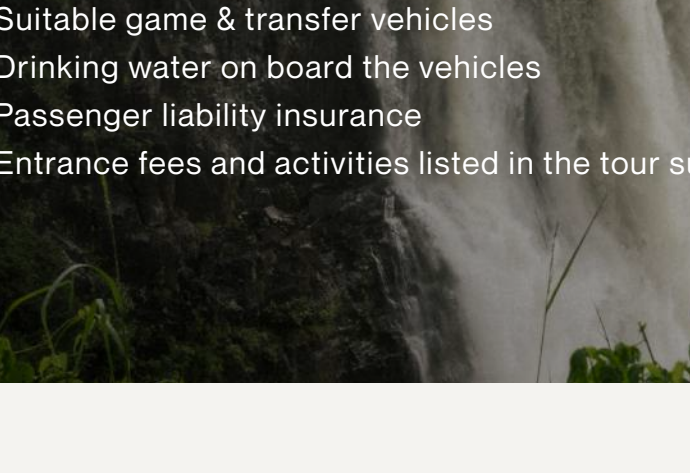 Suitable game & transfer vehicles
Drinking water on board the vehicles
Passenger liability insurance
Entrance fees and activities listed in the tour